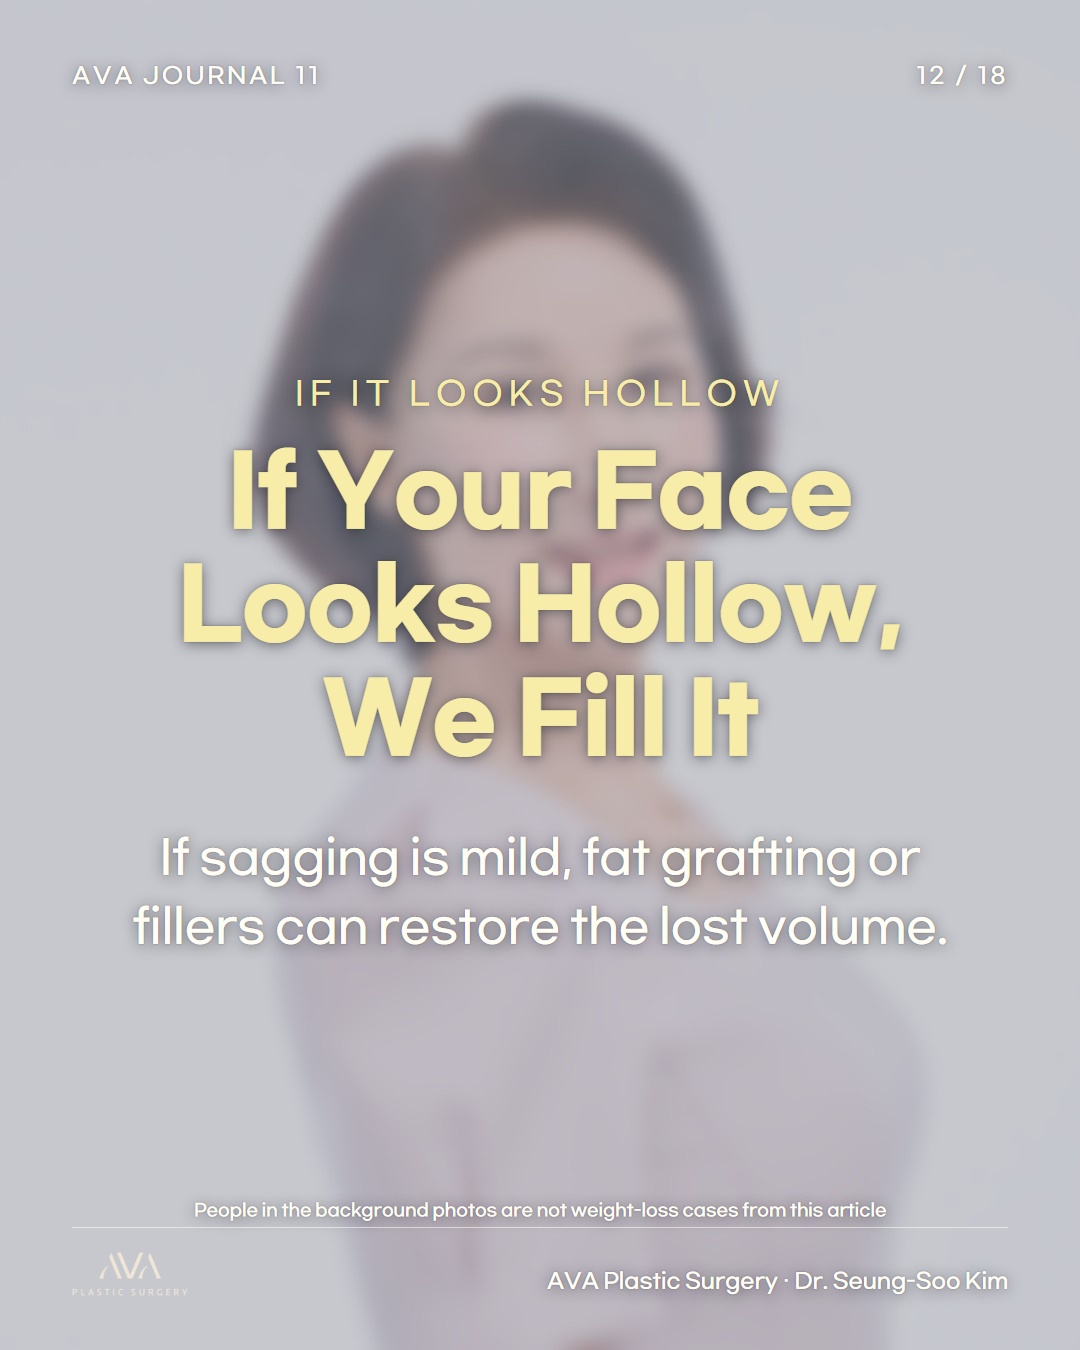 AVA JOURNAL 11
12 / 18
IF IT LOOKS HOLLOW
If Your Face
Looks Hollow,
We Fill It
If sagging is mild, fat grafting or
fillers can restore the lost volume.
People in the background photos are not weight-loss cases from this article
AVA
PLASTIC SURGERY
AVA Plastic Surgery · Dr. Seung-Soo Kim